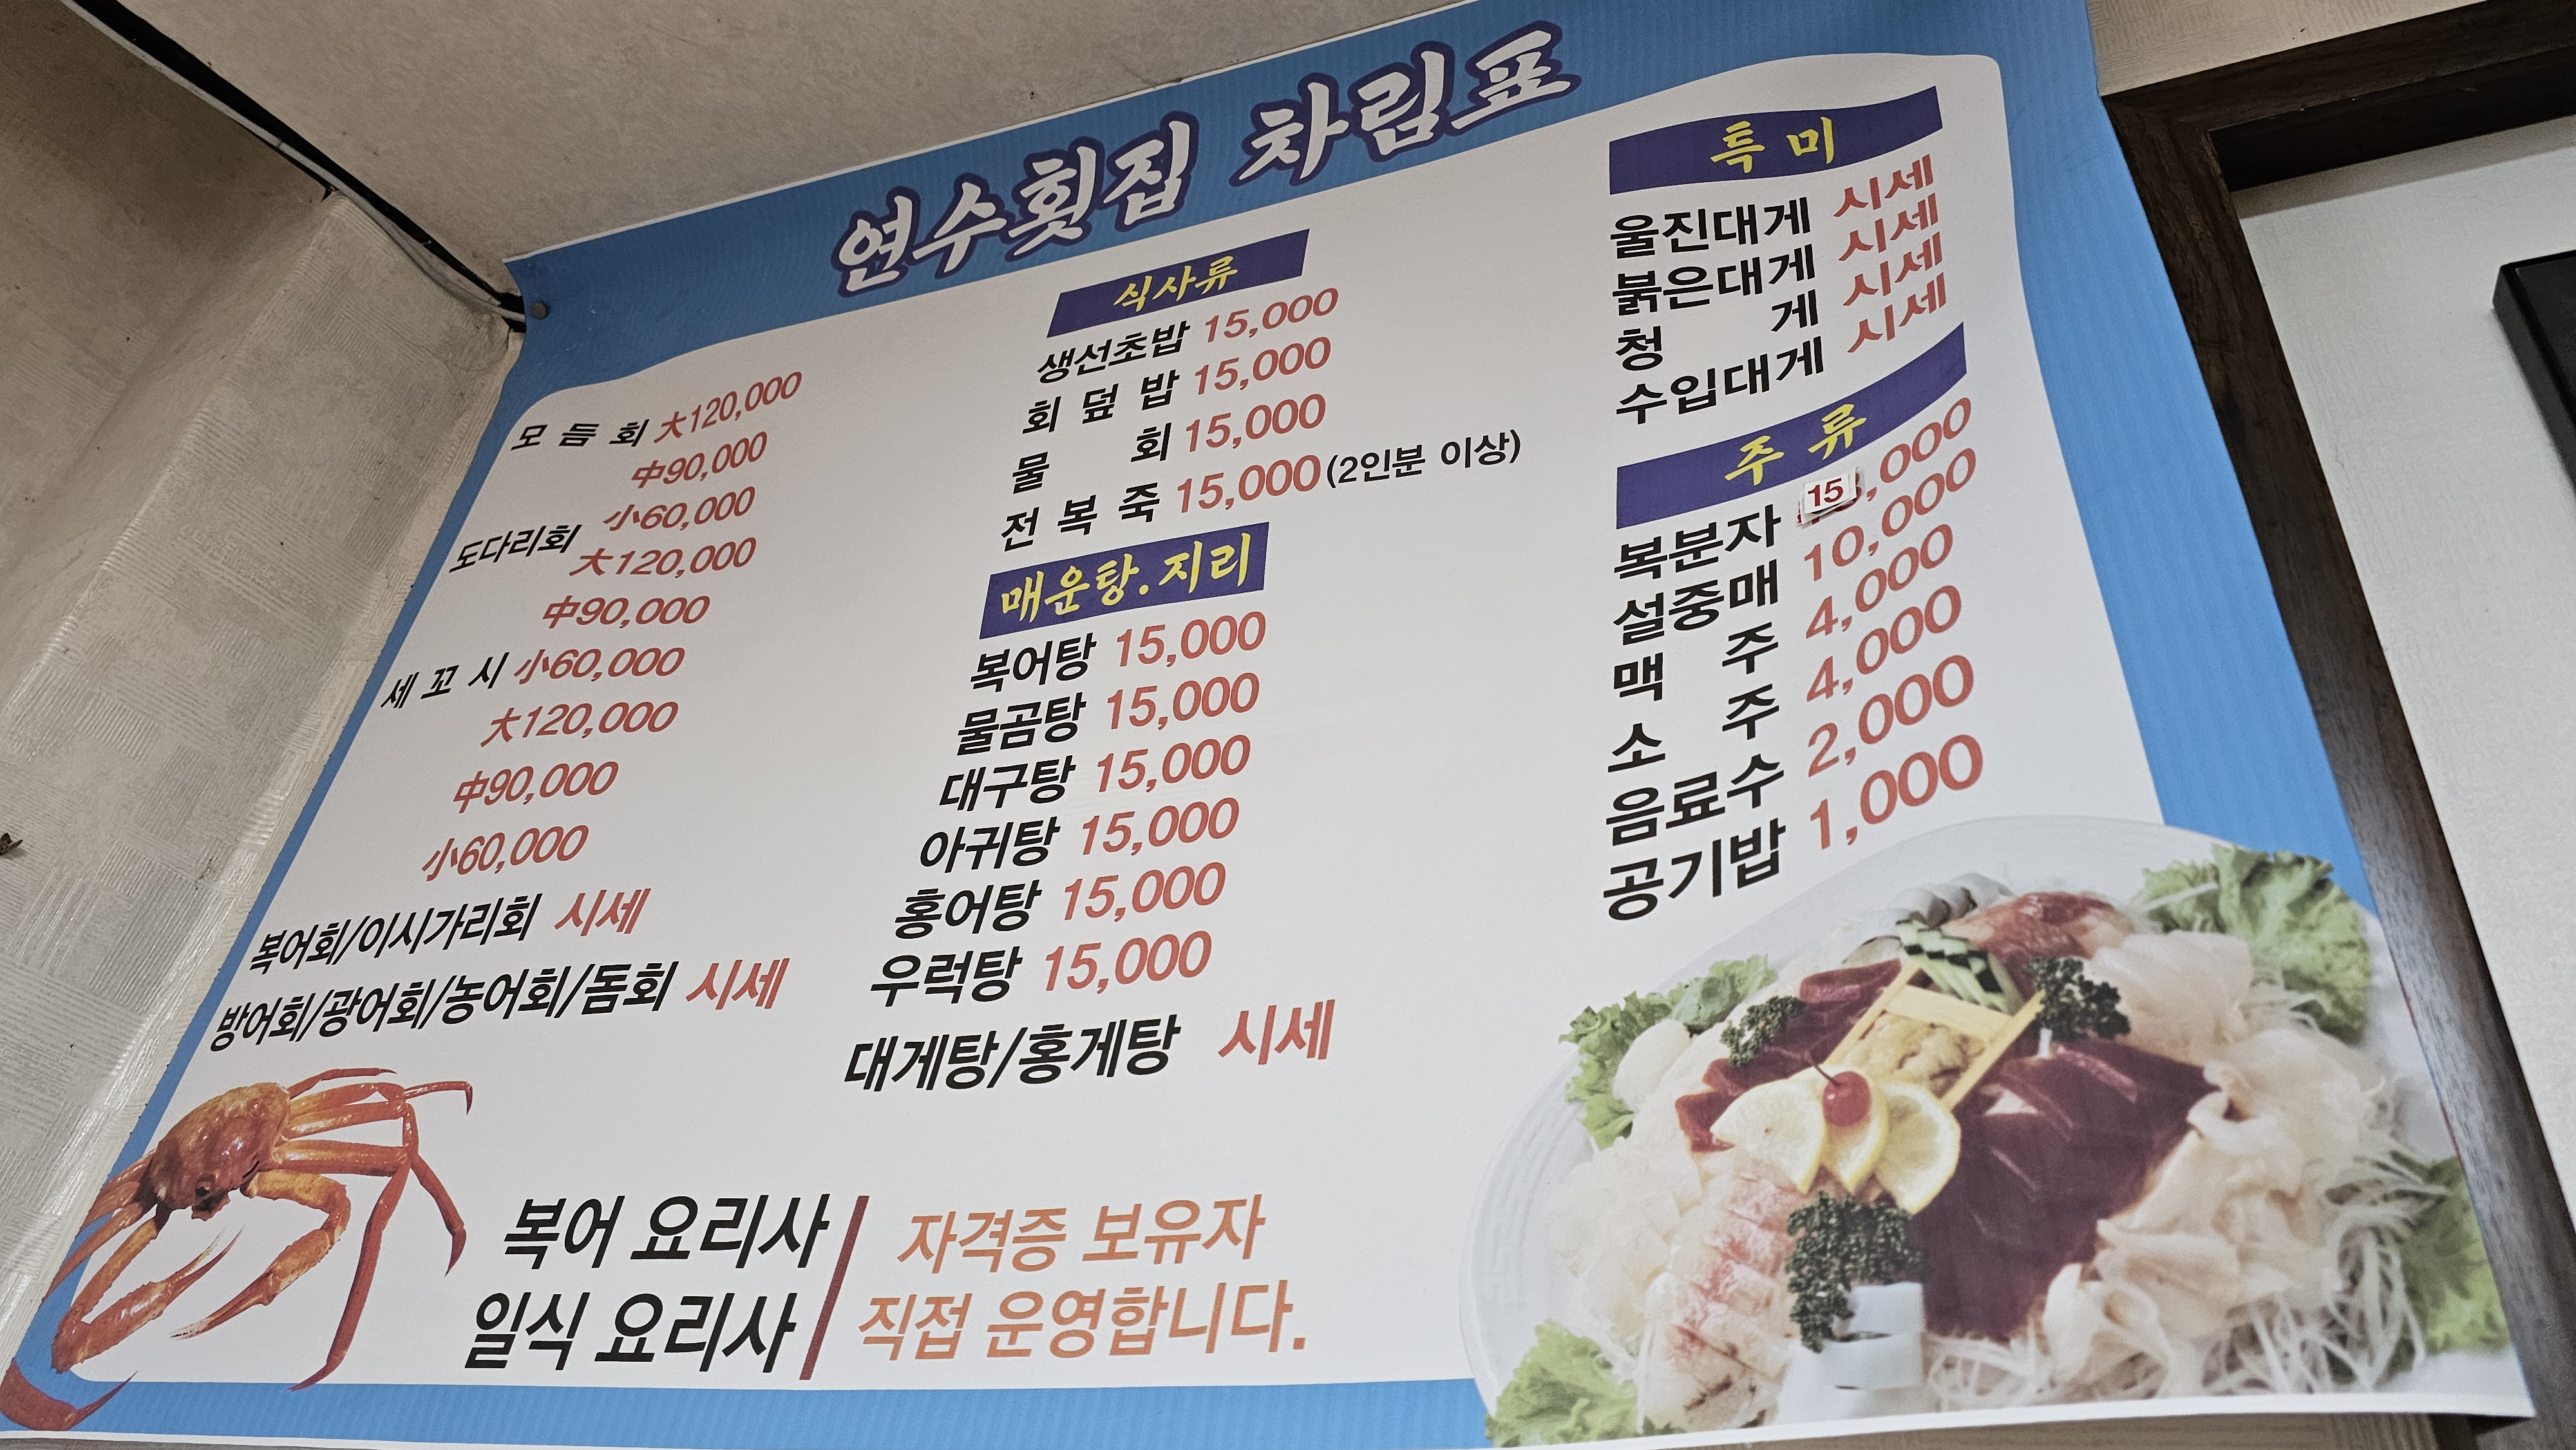 연수횟집 차림표
모듬회 大120,000
中90,000
小60,000
도다리회
大120,000
中90,000
세꼬시 小60,000
大120,000
中90,000
小60,000
복어회/이시가리회 시세
방어회/광어회/농어회/돔회 시세
식사류
생선초밥 15,000
회덮밥 15,000
물회 15,000
전복죽 15,000(2인분 이상)
매운탕.지리
복어탕 15,000
물곰탕 15,000
대구탕 15,000
아귀탕 15,000
홍어탕 15,000
우럭탕 15,000
대게탕/홍게탕 시세
특미
울진대게 시세
붉은대게 시세
청게 시세
수입대게 시세
주류
복분자 15,000
설중매 10,000
맥주 4,000
소주 4,000
음료수 2,000
공기밥 1,000
복어 요리사 자격증 보유자
일식 요리사 직접 운영합니다.